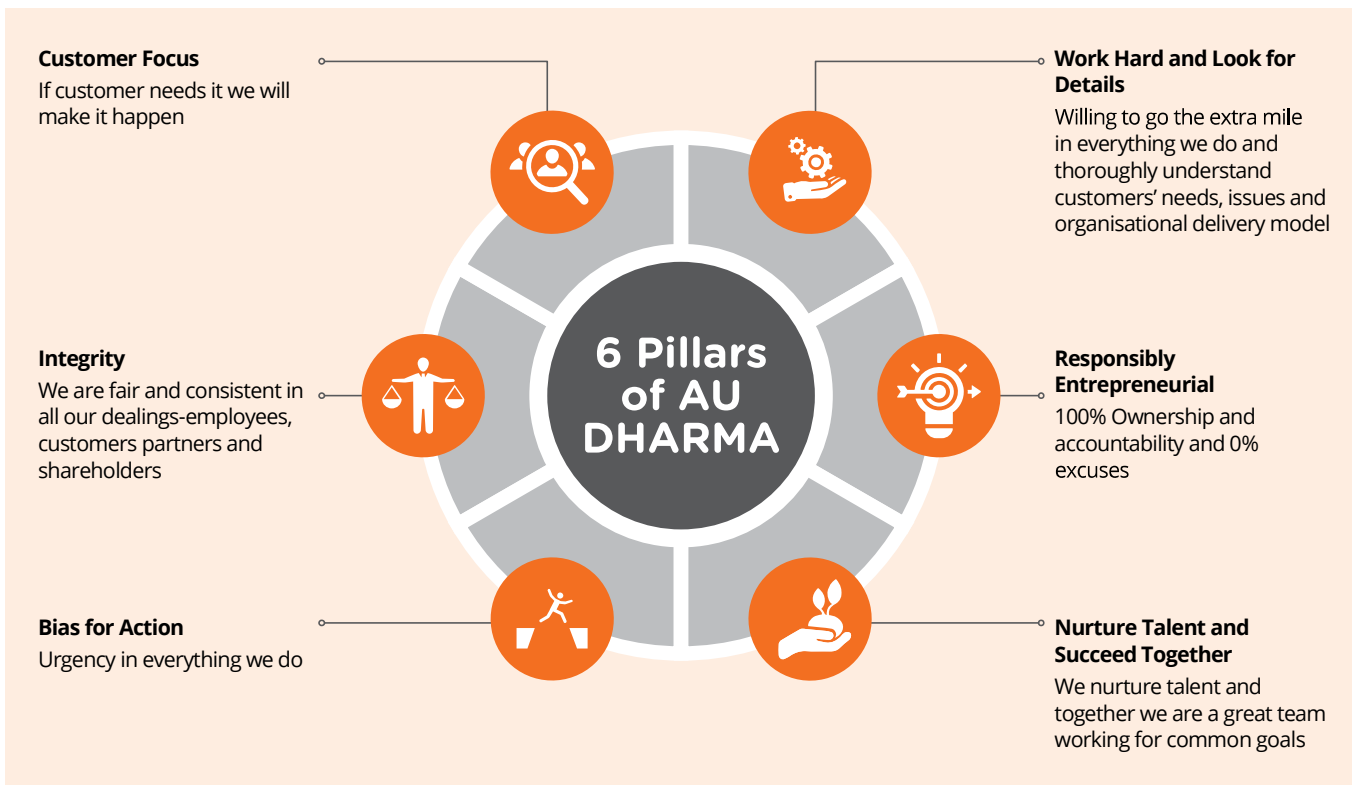 Customer Focus
If customer needs it we will
make it happen
Integrity
We are fair and consistent in
all our dealings-employees,
customers partners and
shareholders
Bias for Action
Urgency in everything we do
6 Pillars
of AU
DHARMA
Work Hard and Look for
Details
Willing to go the extra mile
in everything we do and
thoroughly understand
customers’ needs, issues and
organisational delivery model
Responsibly
Entrepreneurial
100% Ownership and
accountability and 0%
excuses
Nurture Talent and
Succeed Together
We nurture talent and
together we are a great team
working for common goals